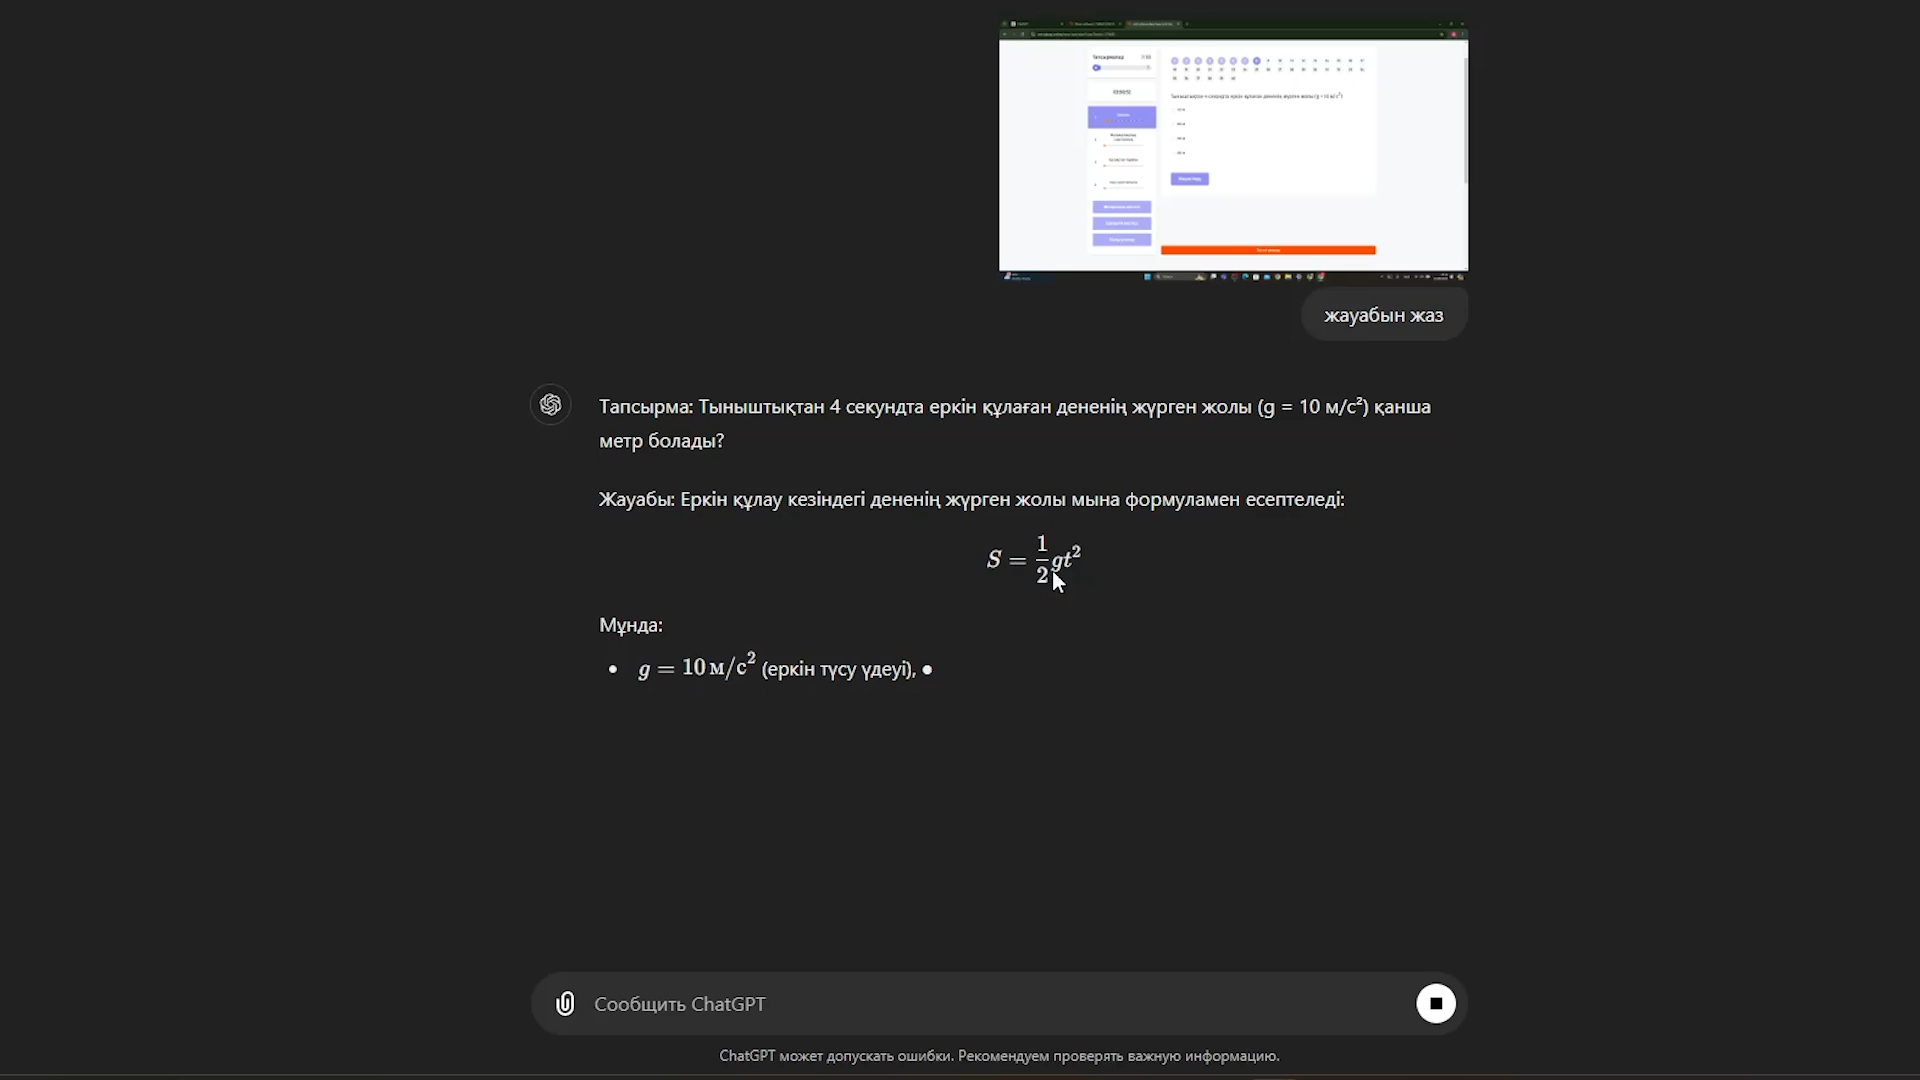 Тапсырмалар
жауабын жаз
Тапсырма: Тыныштықтан 4 секундта еркін құлаған дененің жүрген жолы (g = 10 м/с²) қанша
метр болады?
Жауабы: Еркін құлау кезіндегі дененің жүрген жолы мына формуламен есептеледі:
S = 1/2 gt²
Мұнда:
• g = 10 м/с² (еркін түсу үдеуі), ●
Сообщить ChatGPT
ChatGPT может допускать ошибки. Рекомендуем проверять важную информацию.